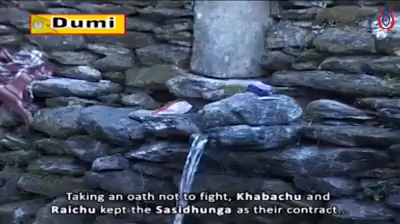 Dumi
Taking an oath not to fight, Khabachu and
Raichu kept the Sasidhunga as their contract...